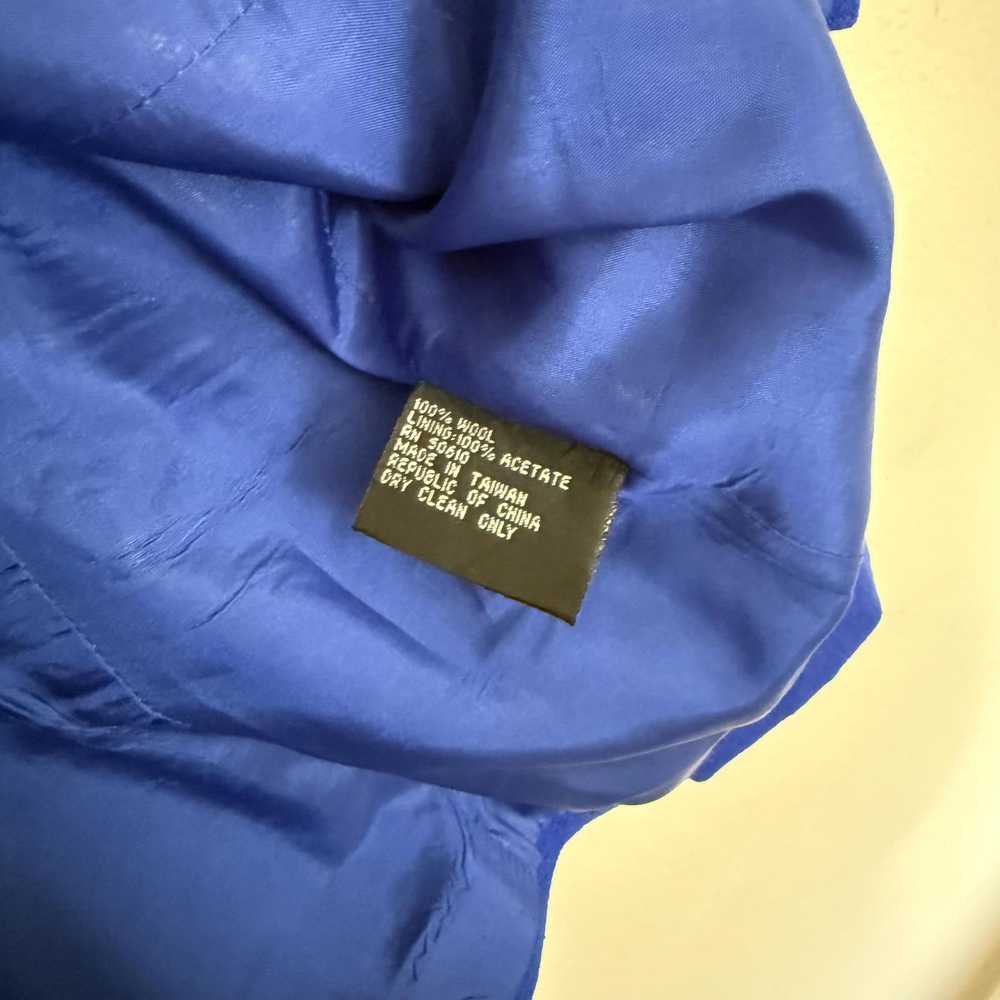 100% WOOL
LINING:100% ACETATE
RN 50610
MADE IN TAIWAN
REPUBLIC OF CHINA
DRY CLEAN ONLY